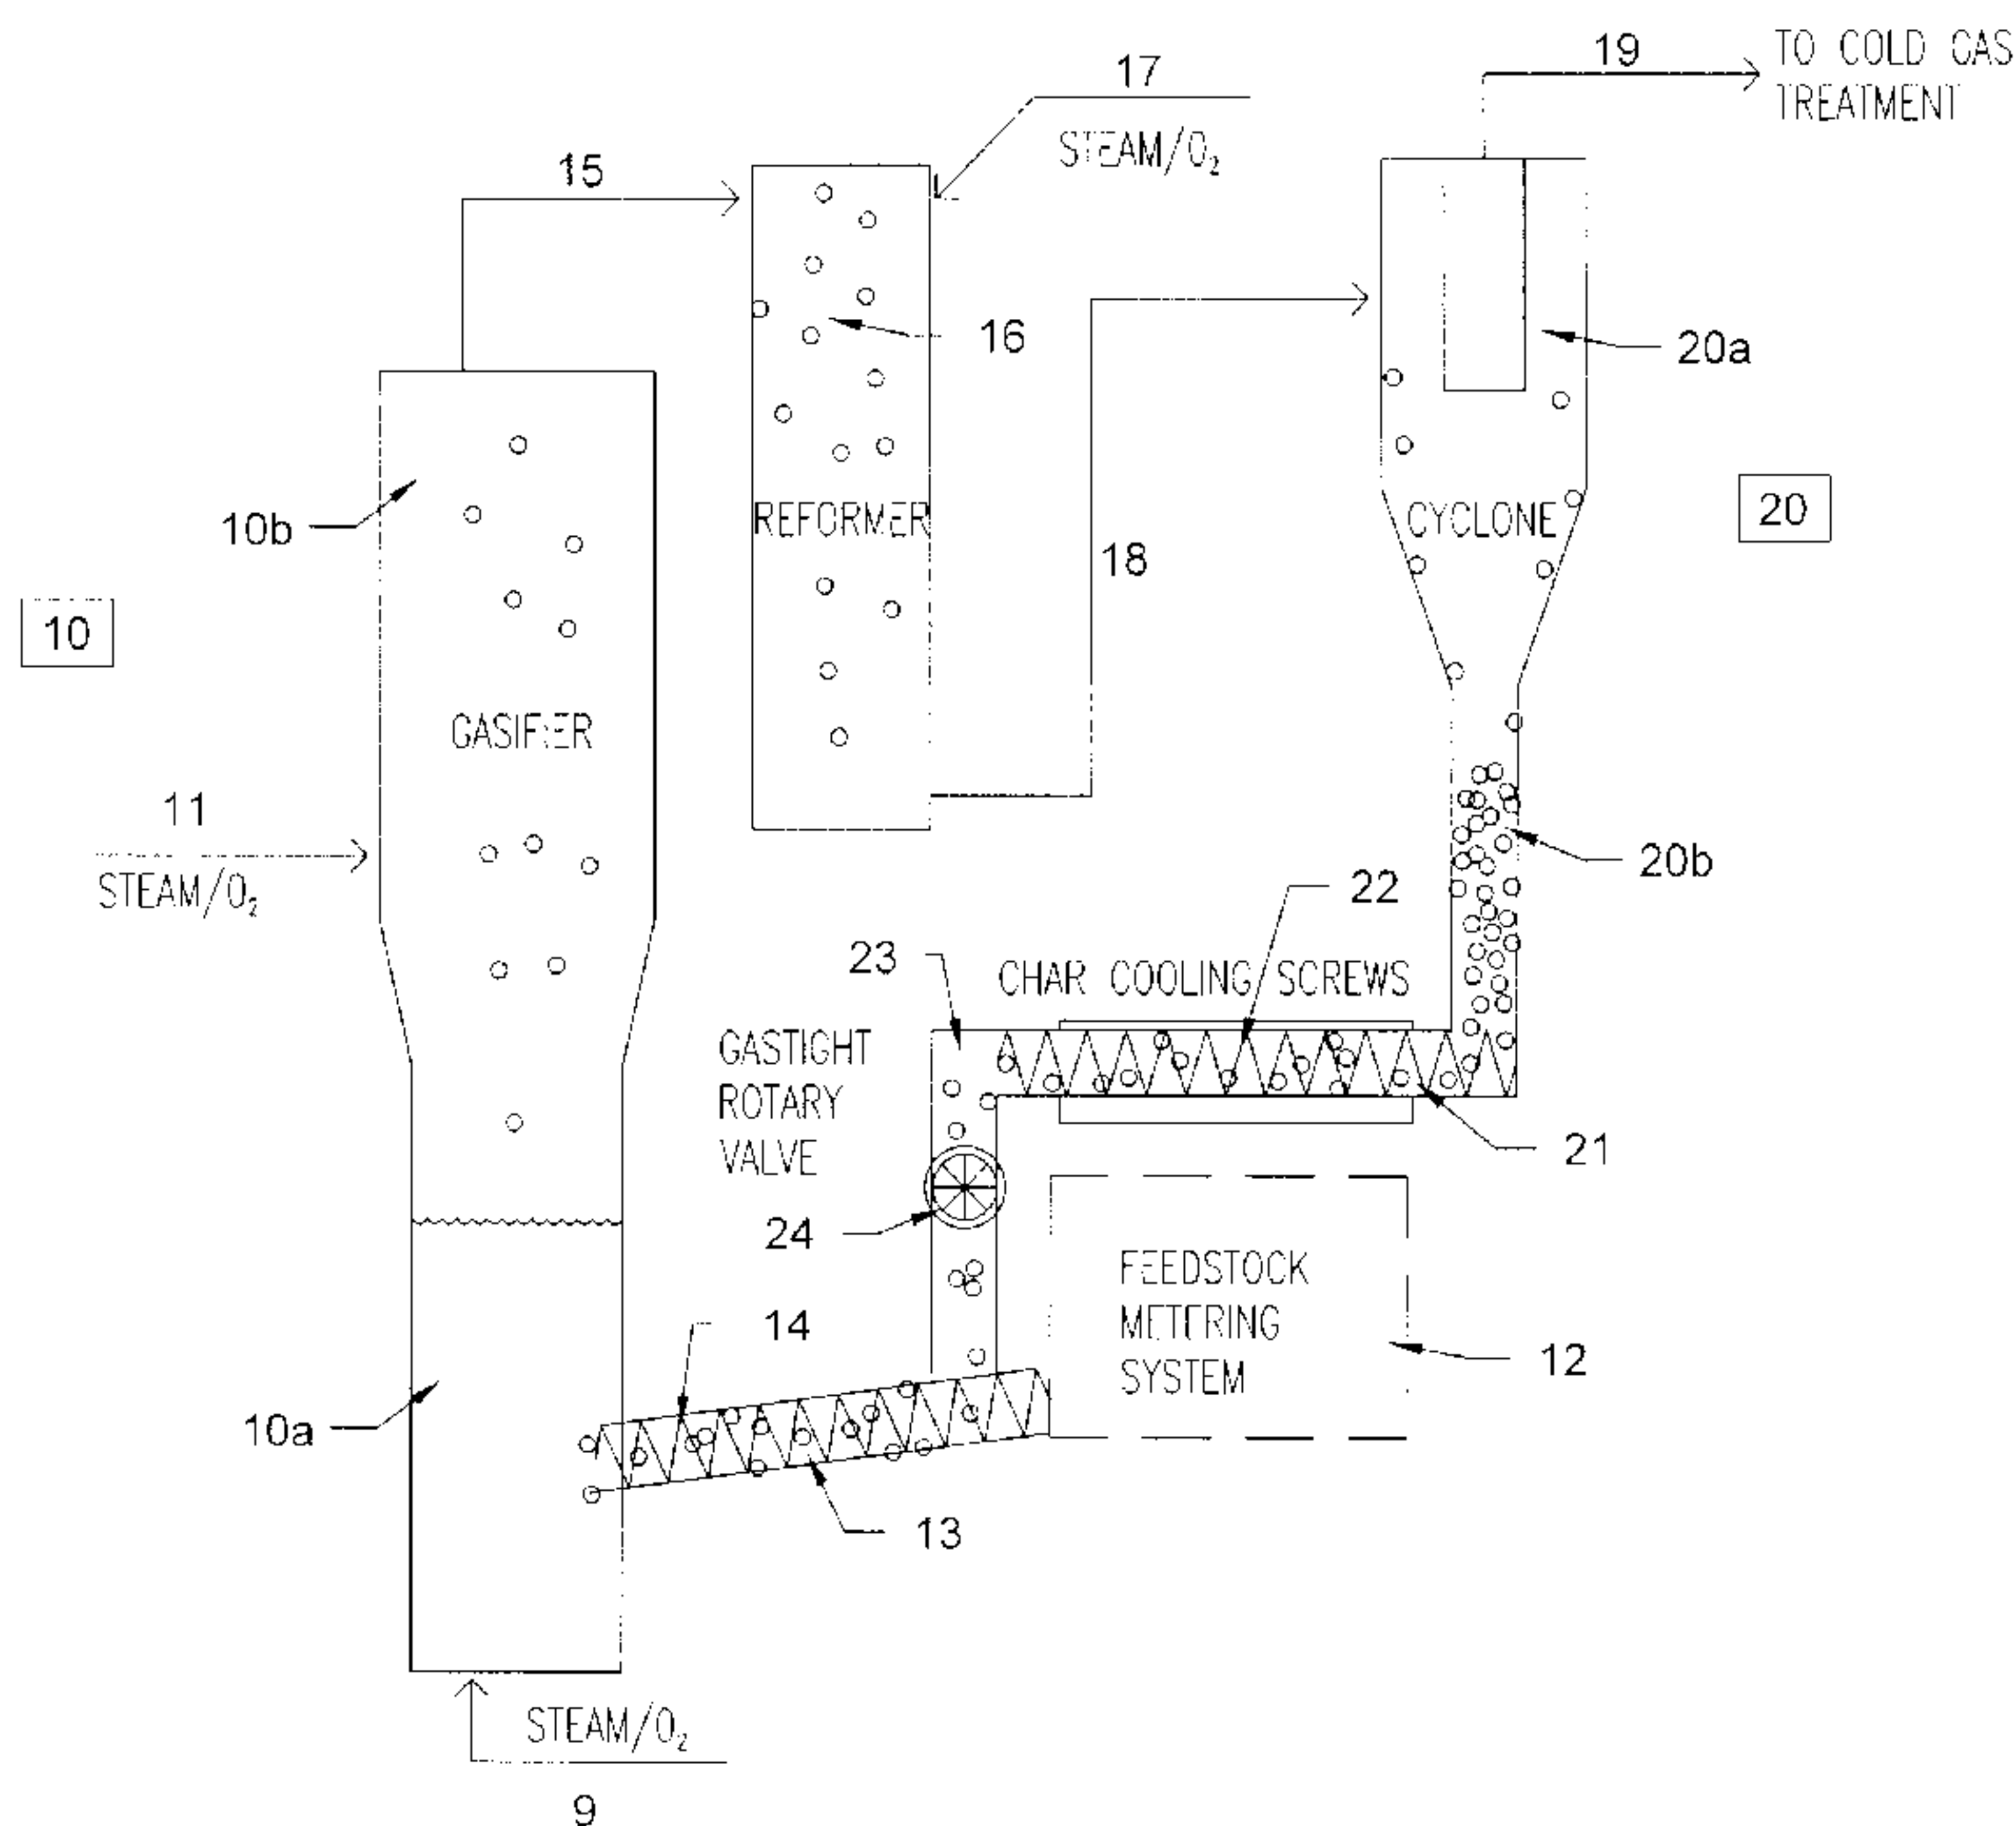 19
TO COLD GAS
TREATMENT
17
STEAM/O₂
15
16
20a
10b
REFORMER
CYCLONE
20
18
10
GASIFIER
11
STEAM/O₂
20b
22
23
CHAR COOLING SCREWS
GASTIGHT
ROTARY
VALVE
21
24
FEEDSTOCK
METERING
SYSTEM
14
12
10a
13
STEAM/O₂
9